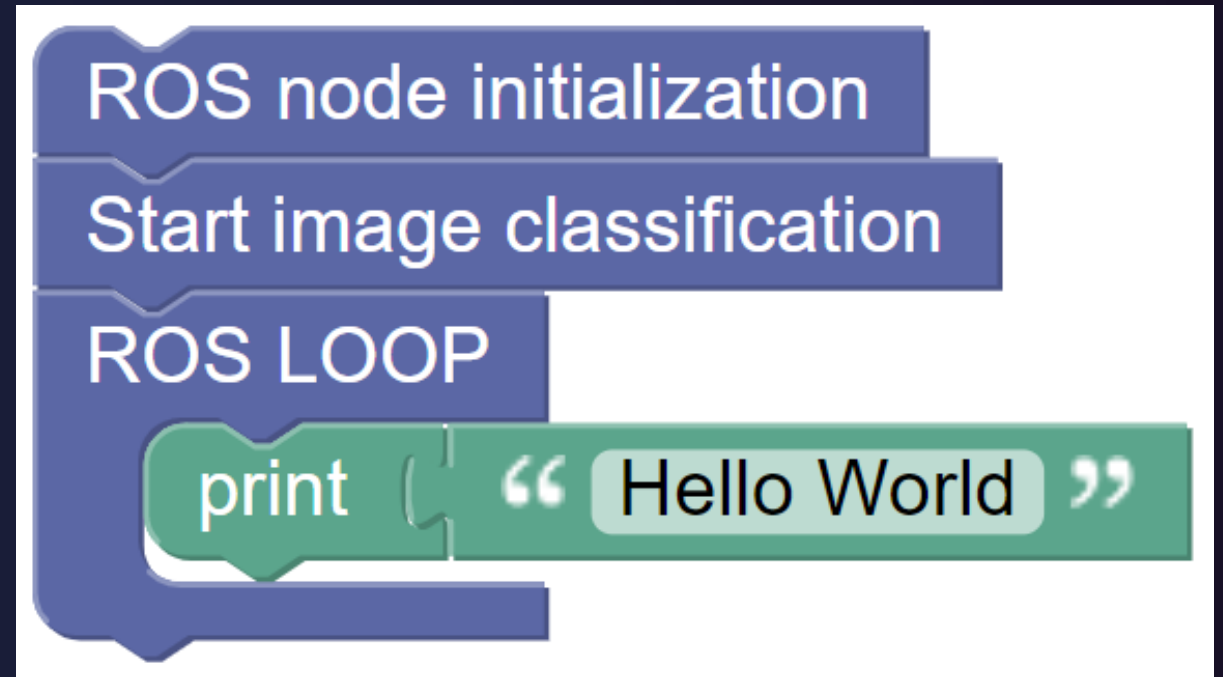 ROS node initialization
Start image classification
ROS LOOP
print “ Hello World ”